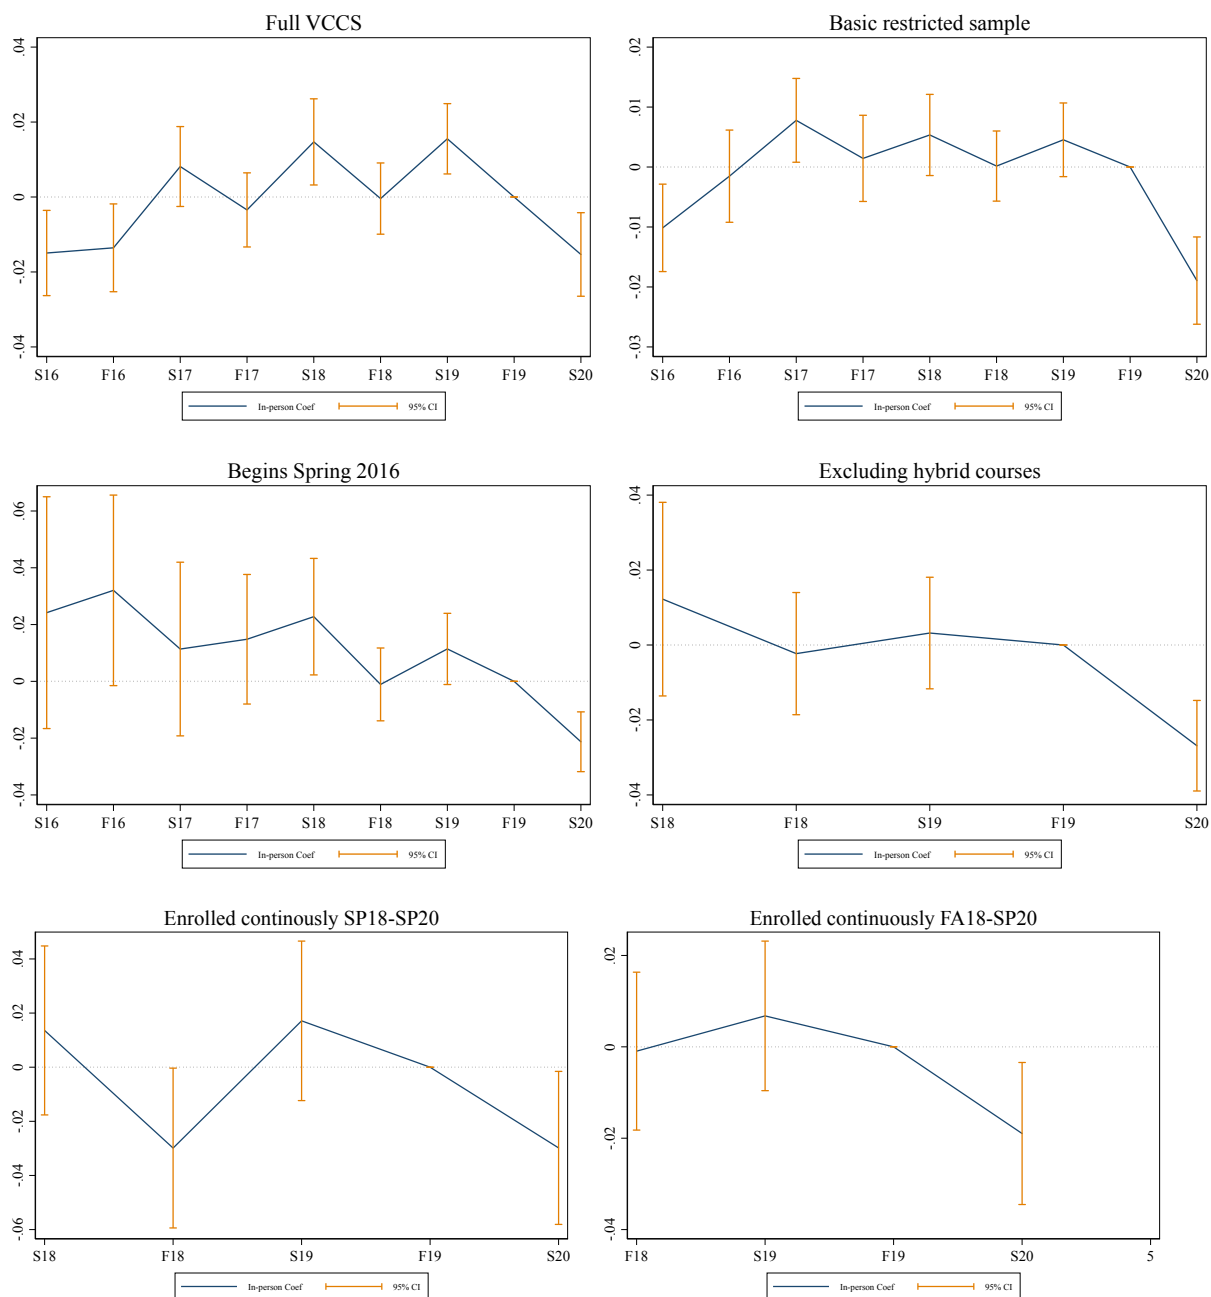 Full VCCS
.04
.02
0
-.02
-.04
S16 F16 S17 F17 S18 F18 S19 F19 S20
In-person Coef 95% CI
Basic restricted sample
.02
.01
0
-.01
-.02
-.03
S16 F16 S17 F17 S18 F18 S19 F19 S20
In-person Coef 95% CI
Begins Spring 2016
.06
.04
.02
0
-.02
-.04
S16 F16 S17 F17 S18 F18 S19 F19 S20
In-person Coef 95% CI
Excluding hybrid courses
.04
.02
0
-.02
-.04
S18 F18 S19 F19 S20
In-person Coef 95% CI
Enrolled continously SP18-SP20
.04
.02
0
-.02
-.04
-.06
S18 F18 S19 F19 S20
In-person Coef 95% CI
Enrolled continuously FA18-SP20
.02
0
-.02
-.04
F18 S19 F19 S20 5
In-person Coef 95% CI